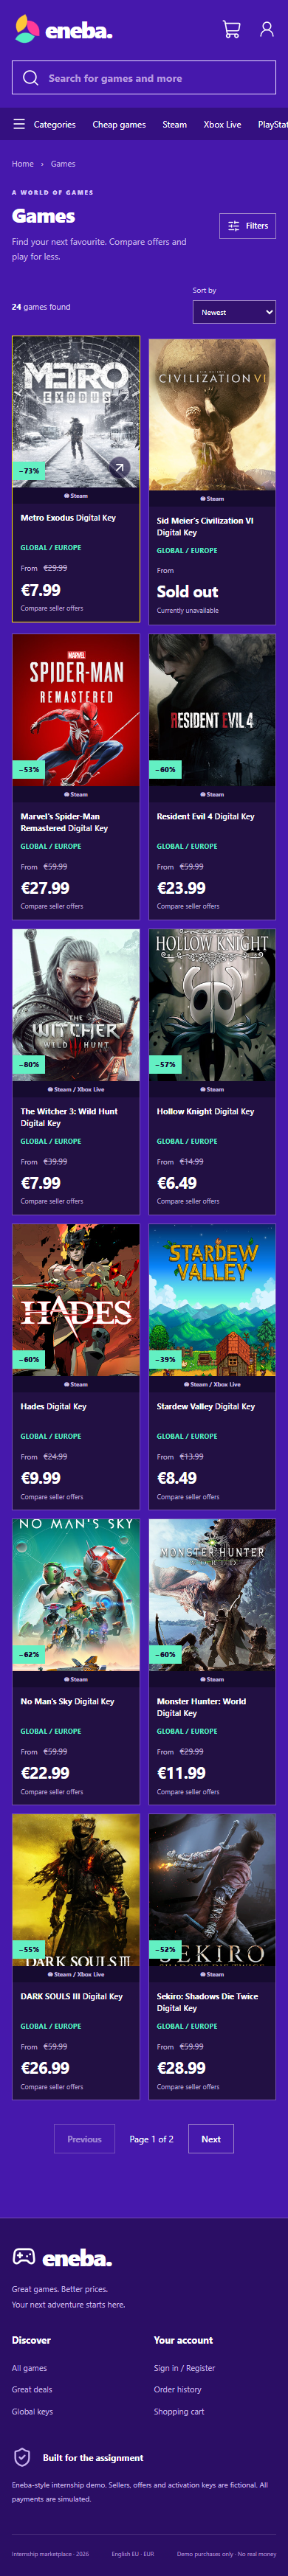 eneba.
Search for games and more
Categories Cheap games Steam Xbox Live PlayStat
Home › Games
A WORLD OF GAMES
Games
Find your next favourite. Compare offers and
play for less.
Filters
Sort by
24 games found
Newest
METRO
EXODUS
-73%
Steam
Metro Exodus Digital Key
GLOBAL / EUROPE
From €29.99
€7.99
Compare seller offers
CIVILIZATION VI
Steam
Sid Meier's Civilization VI
Digital Key
GLOBAL / EUROPE
From
Sold out
Currently unavailable
MARVEL
SPIDER-MAN
REMASTERED
-53%
Steam
Marvel's Spider-Man
Remastered Digital Key
GLOBAL / EUROPE
From €59.99
€27.99
Compare seller offers
RESIDENT EVIL 4
-60%
Steam
Resident Evil 4 Digital Key
GLOBAL / EUROPE
From €59.99
€23.99
Compare seller offers
THE
WITCHER
WILD HUNT
-80%
Steam / Xbox Live
The Witcher 3: Wild Hunt
Digital Key
GLOBAL / EUROPE
From €39.99
€7.99
Compare seller offers
HOLLOW KNIGHT
-57%
Steam
Hollow Knight Digital Key
GLOBAL / EUROPE
From €14.99
€6.49
Compare seller offers
HADES
-60%
Steam
Hades Digital Key
GLOBAL / EUROPE
From €24.99
€9.99
Compare seller offers
STARDEW
VALLEY
-39%
Steam / Xbox Live
Stardew Valley Digital Key
GLOBAL / EUROPE
From €13.99
€8.49
Compare seller offers
NO MAN'S SKY
-62%
Steam
No Man's Sky Digital Key
GLOBAL / EUROPE
From €59.99
€22.99
Compare seller offers
MONSTER HUNTER
WORLD
-60%
Steam
Monster Hunter: World
Digital Key
GLOBAL / EUROPE
From €29.99
€11.99
Compare seller offers
-55%
DARK SOULS III
Steam / Xbox Live
DARK SOULS III Digital Key
GLOBAL / EUROPE
From €59.99
€26.99
Compare seller offers
-52%
SEKIRO
SHADOWS DIE TWICE
Steam
Sekiro: Shadows Die Twice
Digital Key
GLOBAL / EUROPE
From €59.99
€28.99
Compare seller offers
Previous Page 1 of 2 Next
eneba.
Great games. Better prices.
Your next adventure starts here.
Discover
All games
Great deals
Global keys
Your account
Sign in / Register
Order history
Shopping cart
Built for the assignment
Eneba-style internship demo. Sellers, offers and activation keys are fictional. All
payments are simulated.
Internship marketplace · 2026 English EU · EUR Demo purchases only · No real money